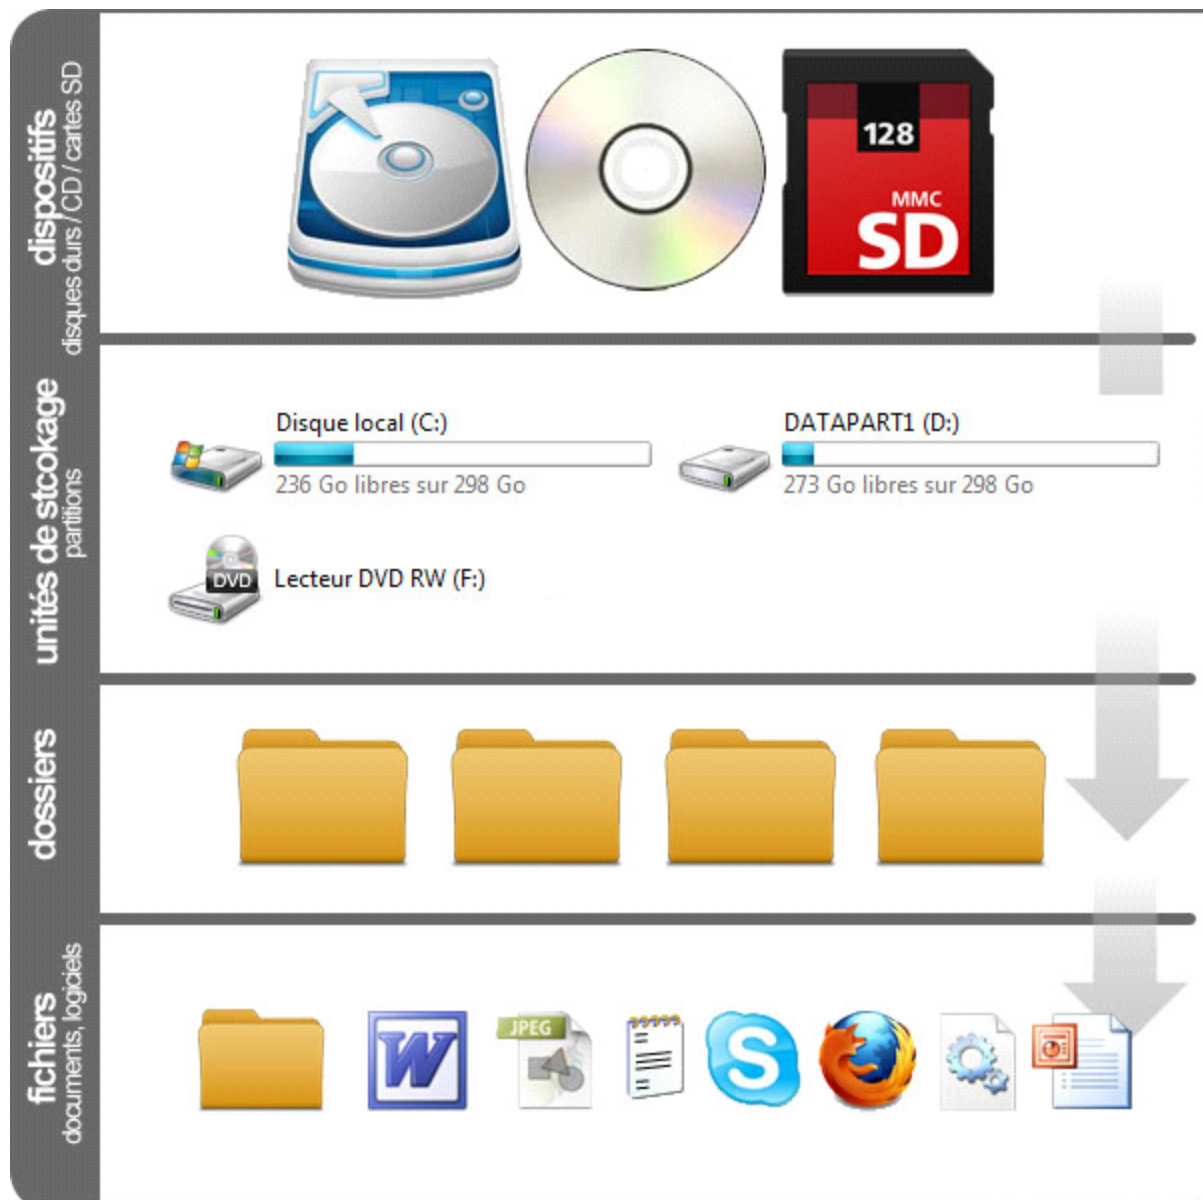 dispositifs
disques durs / CD / cartes SD
128
MMC
SD
unités de stcokage
partitions
Disque local (C:)
236 Go libres sur 298 Go
DATAPART1 (D:)
273 Go libres sur 298 Go
DVD
Lecteur DVD RW (F:)
dossiers
fichiers
documents, logiciels
W
JPEG
S